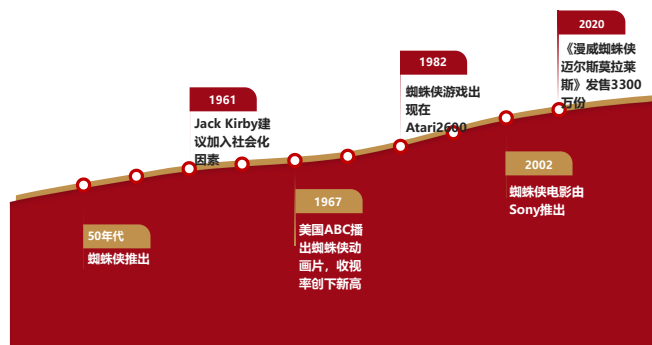 50年代
蜘蛛侠推出
1961
Jack Kirby建
议加入社会化
因素
1967
美国ABC播
出蜘蛛侠动
画片，收视
率创下新高
1982
蜘蛛侠游戏出
现在
Atari2600
2002
蜘蛛侠电影由
Sony推出
2020
《漫威蜘蛛侠
迈尔斯莫拉莱
斯》发售3300
万份